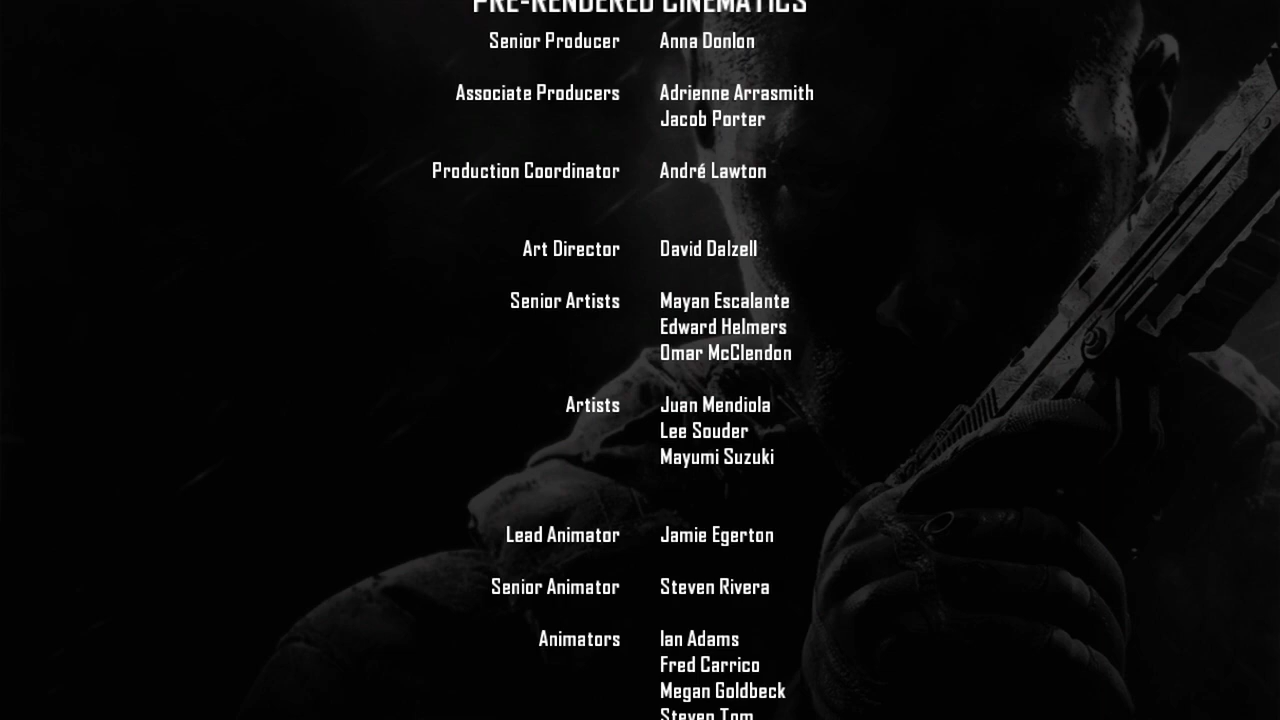 PRE-RENDERED CINEMATICS
Senior Producer Anna Donlon
Associate Producers Adrienne Arrasmith
Jacob Porter
Production Coordinator André Lawton
Art Director David Dalzell
Senior Artists Mayan Escalante
Edward Helmers
Omar McClendon
Artists Juan Mendiola
Lee Souder
Mayumi Suzuki
Lead Animator Jamie Egerton
Senior Animator Steven Rivera
Animators Ian Adams
Fred Carrico
Megan Goldbeck
Steven Tom